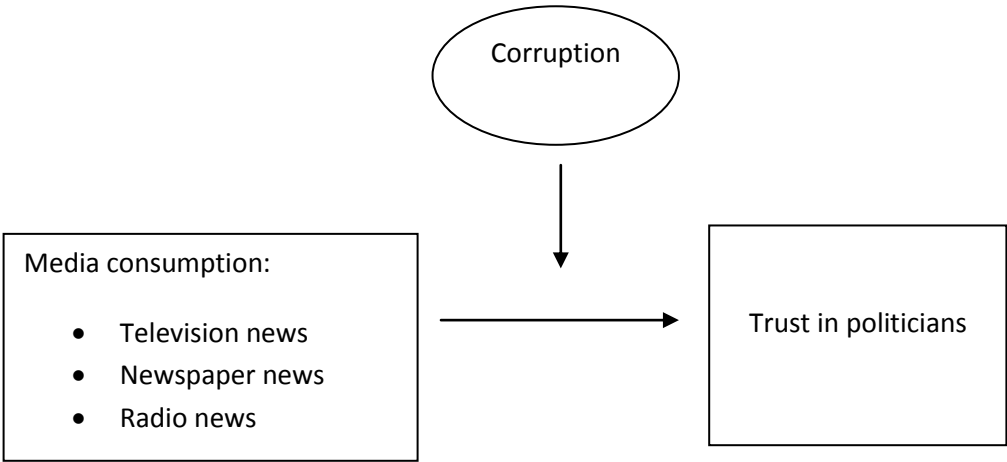 Corruption
Media consumption:
• Television news
• Newspaper news
• Radio news
Trust in politicians